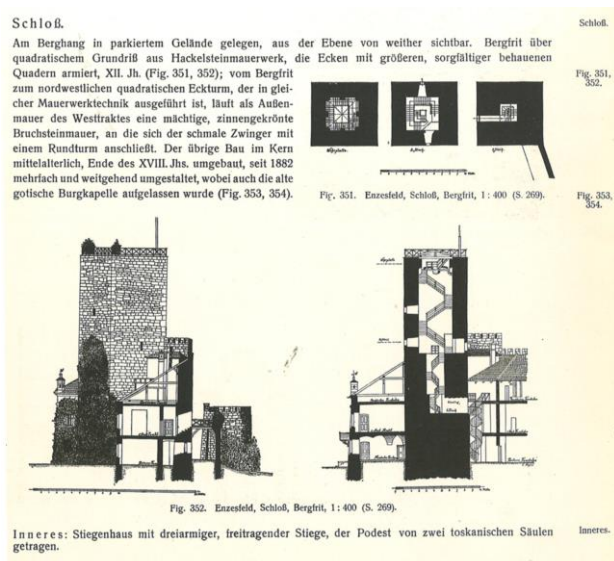 Schloß.
Schloß.
Am Berghang in parkiertem Gelände gelegen, aus der Ebene von weither sichtbar. Bergfrit über
quadratischem Grundriß aus Hackelsteinmauerwerk, die Ecken mit größeren, sorgfältiger behauenen
Quadern armiert, XII. Jh. (Fig. 351, 352); vom Bergfrit
zum nordwestlichen quadratischen Eckturm, der in glei-
cher Mauerwerktechnik ausgeführt ist, läuft als Außen-
mauer des Westtraktes eine mächtige, zinnengekrönte
Bruchsteinmauer, an die sich der schmale Zwinger mit
einem Rundturm anschließt. Der übrige Bau im Kern
mittelalterlich, Ende des XVIII. Jhs. umgebaut, seit 1882
mehrfach und weitgehend umgestaltet, wobei auch die alte
gotische Burgkapelle aufgelassen wurde (Fig. 353, 354).
Fig. 351,
352.
Fig. 351. Enzesfeld, Schloß, Bergfrit, 1 : 400 (S. 269).
Fig. 353,
354.
Fig. 352. Enzesfeld, Schloß, Bergfrit, 1 : 400 (S. 269).
Inneres: Stiegenhaus mit dreiarmiger, freitragender Stiege, der Podest von zwei toskanischen Säulen
getragen.
Inneres.